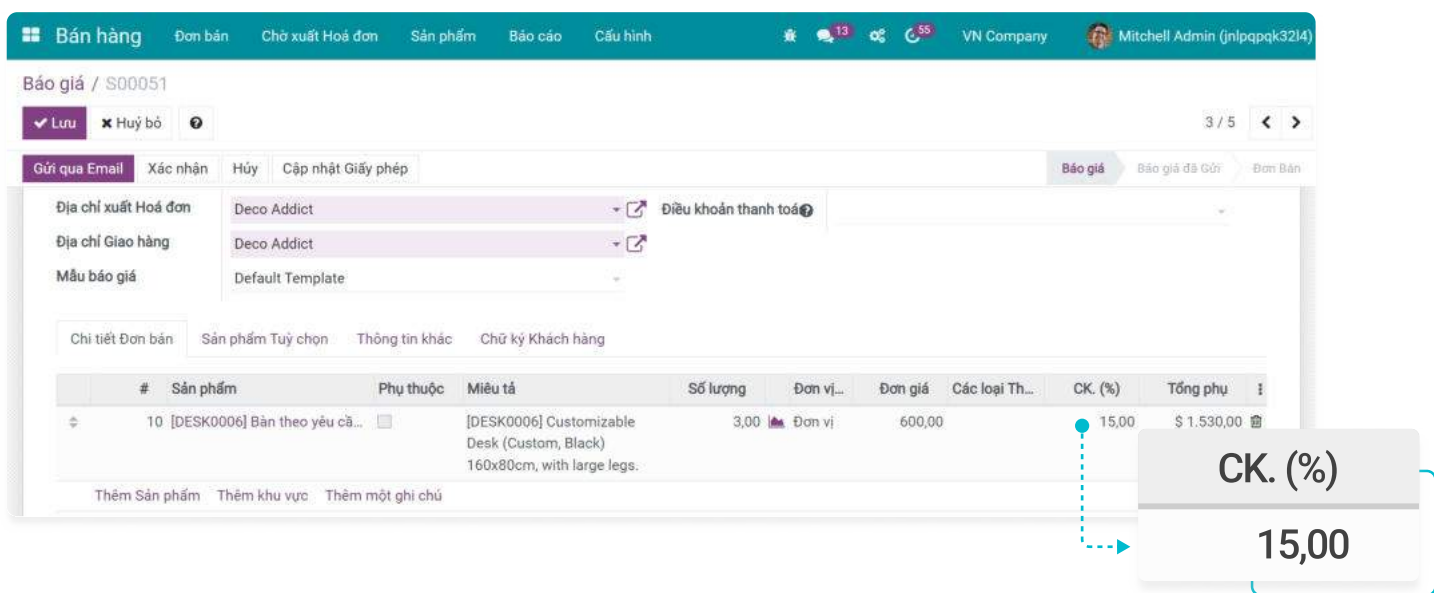 Bán hàng Đơn bán Chờ xuất Hoá đơn Sản phẩm Báo cáo Cấu hình 13 55 VN Company Mitchell Admin (jnlpqpqk32l4)
Báo giá / S00051
Lưu Huỷ bỏ 3 / 5
Gửi qua Email Xác nhận Hủy Cập nhật Giấy phép Báo giá Báo giá đã Gửi Đơn Bán
Địa chỉ xuất Hoá đơn Deco Addict Điều khoản thanh toá
Địa chỉ Giao hàng Deco Addict
Mẫu báo giá Default Template
Chi tiết Đơn bán Sản phẩm Tuỳ chọn Thông tin khác Chữ ký Khách hàng
# Sản phẩm Phụ thuộc Miêu tả Số lượng Đơn vị... Đơn giá Các loại Th... CK. (%) Tổng phụ
10 [DESK0006] Bàn theo yêu cầ... [DESK0006] Customizable 3,00 Đơn vị 600,00 15,00 $ 1.530,00
Desk (Custom, Black)
160x80cm, with large legs.
Thêm Sản phẩm Thêm khu vực Thêm một ghi chú
CK. (%)
15,00